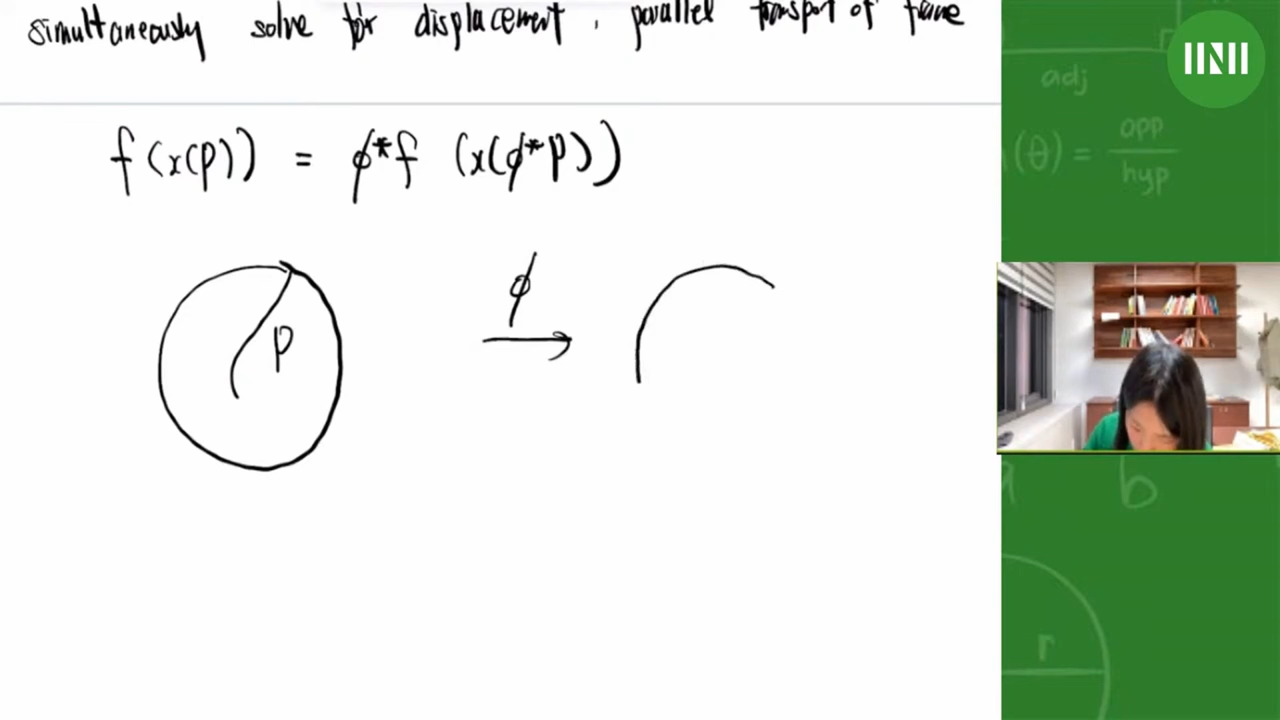 simultaneously solve for displacement, parallel transport of frame
f(x(p)) = φ*f (x(φ*p))
p
φ
adj
(θ) = opp
hyp
b
r